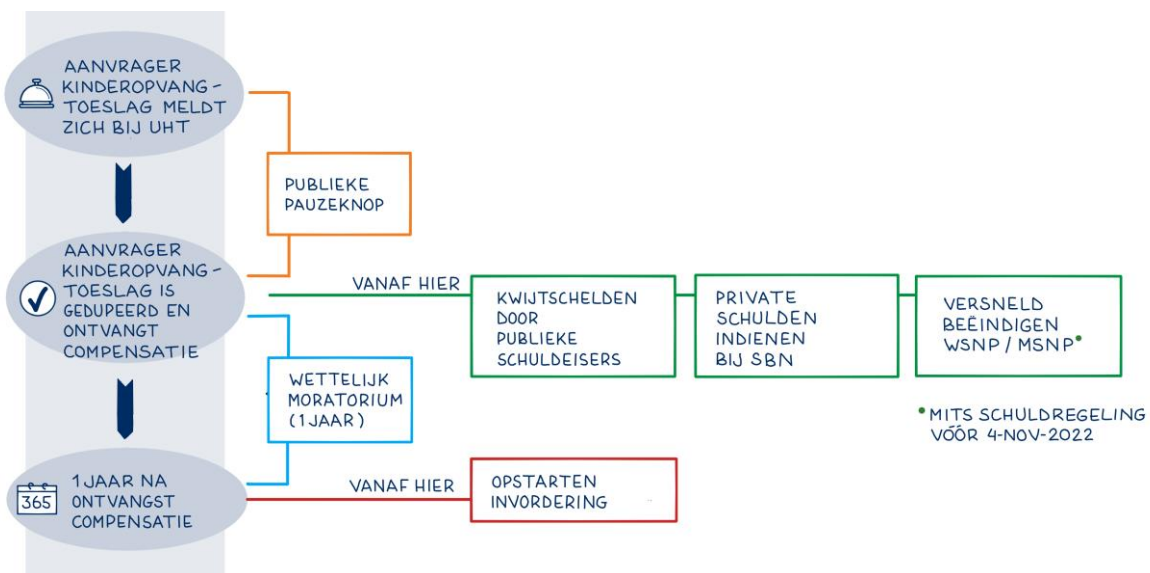 AANVRAGER
KINDEROPVANG-
TOESLAG MELDT
ZICH BIJ UHT
PUBLIEKE
PAUZEKNOP
AANVRAGER
KINDEROPVANG-
TOESLAG IS
GEDUPEERD EN
ONTVANGT
COMPENSATIE
VANAF HIER
KWIJTSCHELDEN
DOOR
PUBLIEKE
SCHULDEISERS
PRIVATE
SCHULDEN
INDIENEN
BIJ SBN
VERSNELD
BEËINDIGEN
WSNP / MSNP•
•MITS SCHULDREGELING
VÓÓR 4-NOV-2022
WETTELIJK
MORATORIUM
(1 JAAR)
365
1 JAAR NA
ONTVANGST
COMPENSATIE
VANAF HIER
OPSTARTEN
INVORDERING